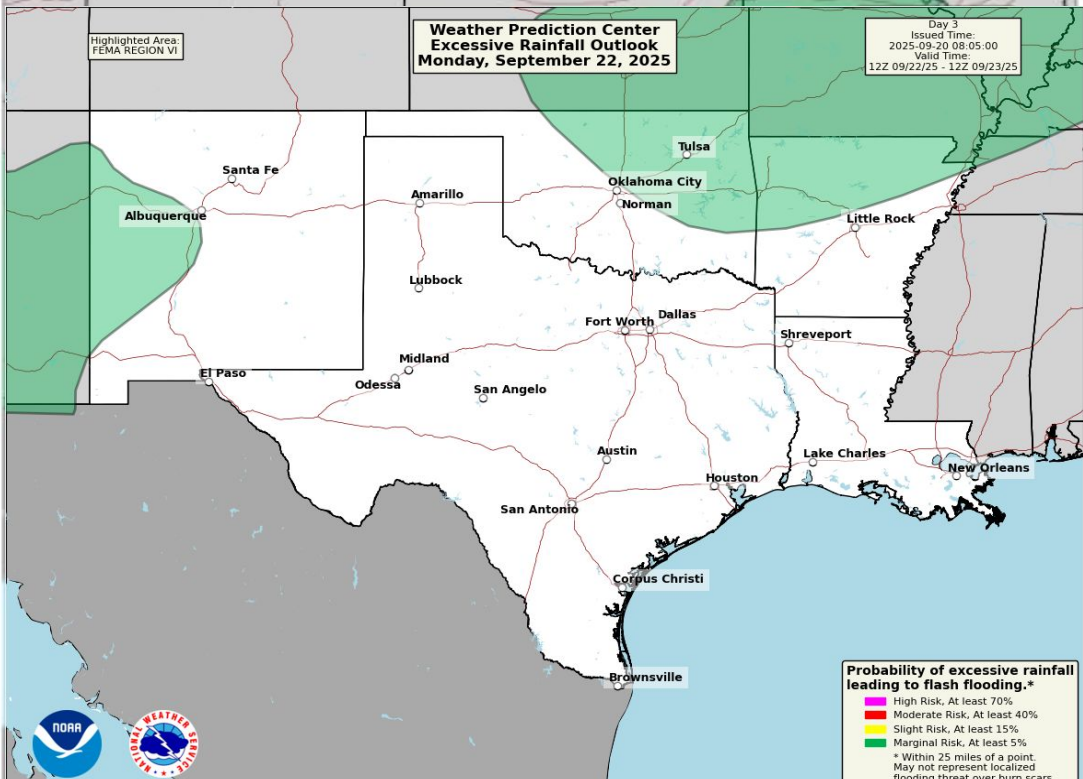 Highlighted Area:
FEMA REGION VI
Weather Prediction Center
Excessive Rainfall Outlook
Monday, September 22, 2025
Day 3
Issued Time:
2025-09-20 08:05:00
Valid Time:
12Z 09/22/25 - 12Z 09/23/25
Tulsa
Santa Fe
Oklahoma City
Amarillo
Norman
Albuquerque
Little Rock
Lubbock
Fort Worth
Dallas
Shreveport
Midland
El Paso
Odessa
San Angelo
Austin
Lake Charles
New Orleans
Houston
San Antonio
Corpus Christi
Brownsville
Probability of excessive rainfall
leading to flash flooding.*
High Risk, At least 70%
Moderate Risk, At least 40%
Slight Risk, At least 15%
Marginal Risk, At least 5%
* Within 25 miles of a point.
May not represent localized
flooding threat over burn scars
NOAA
NATIONAL WEATHER SERVICE